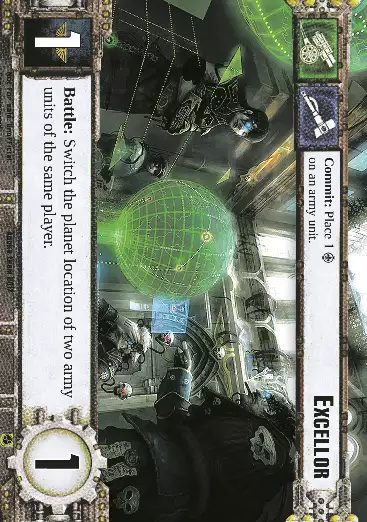 EXCELLOR
Commit: Place 1
on an army unit.
Battle: Switch the planet location of two army
units of the same player.
1
1